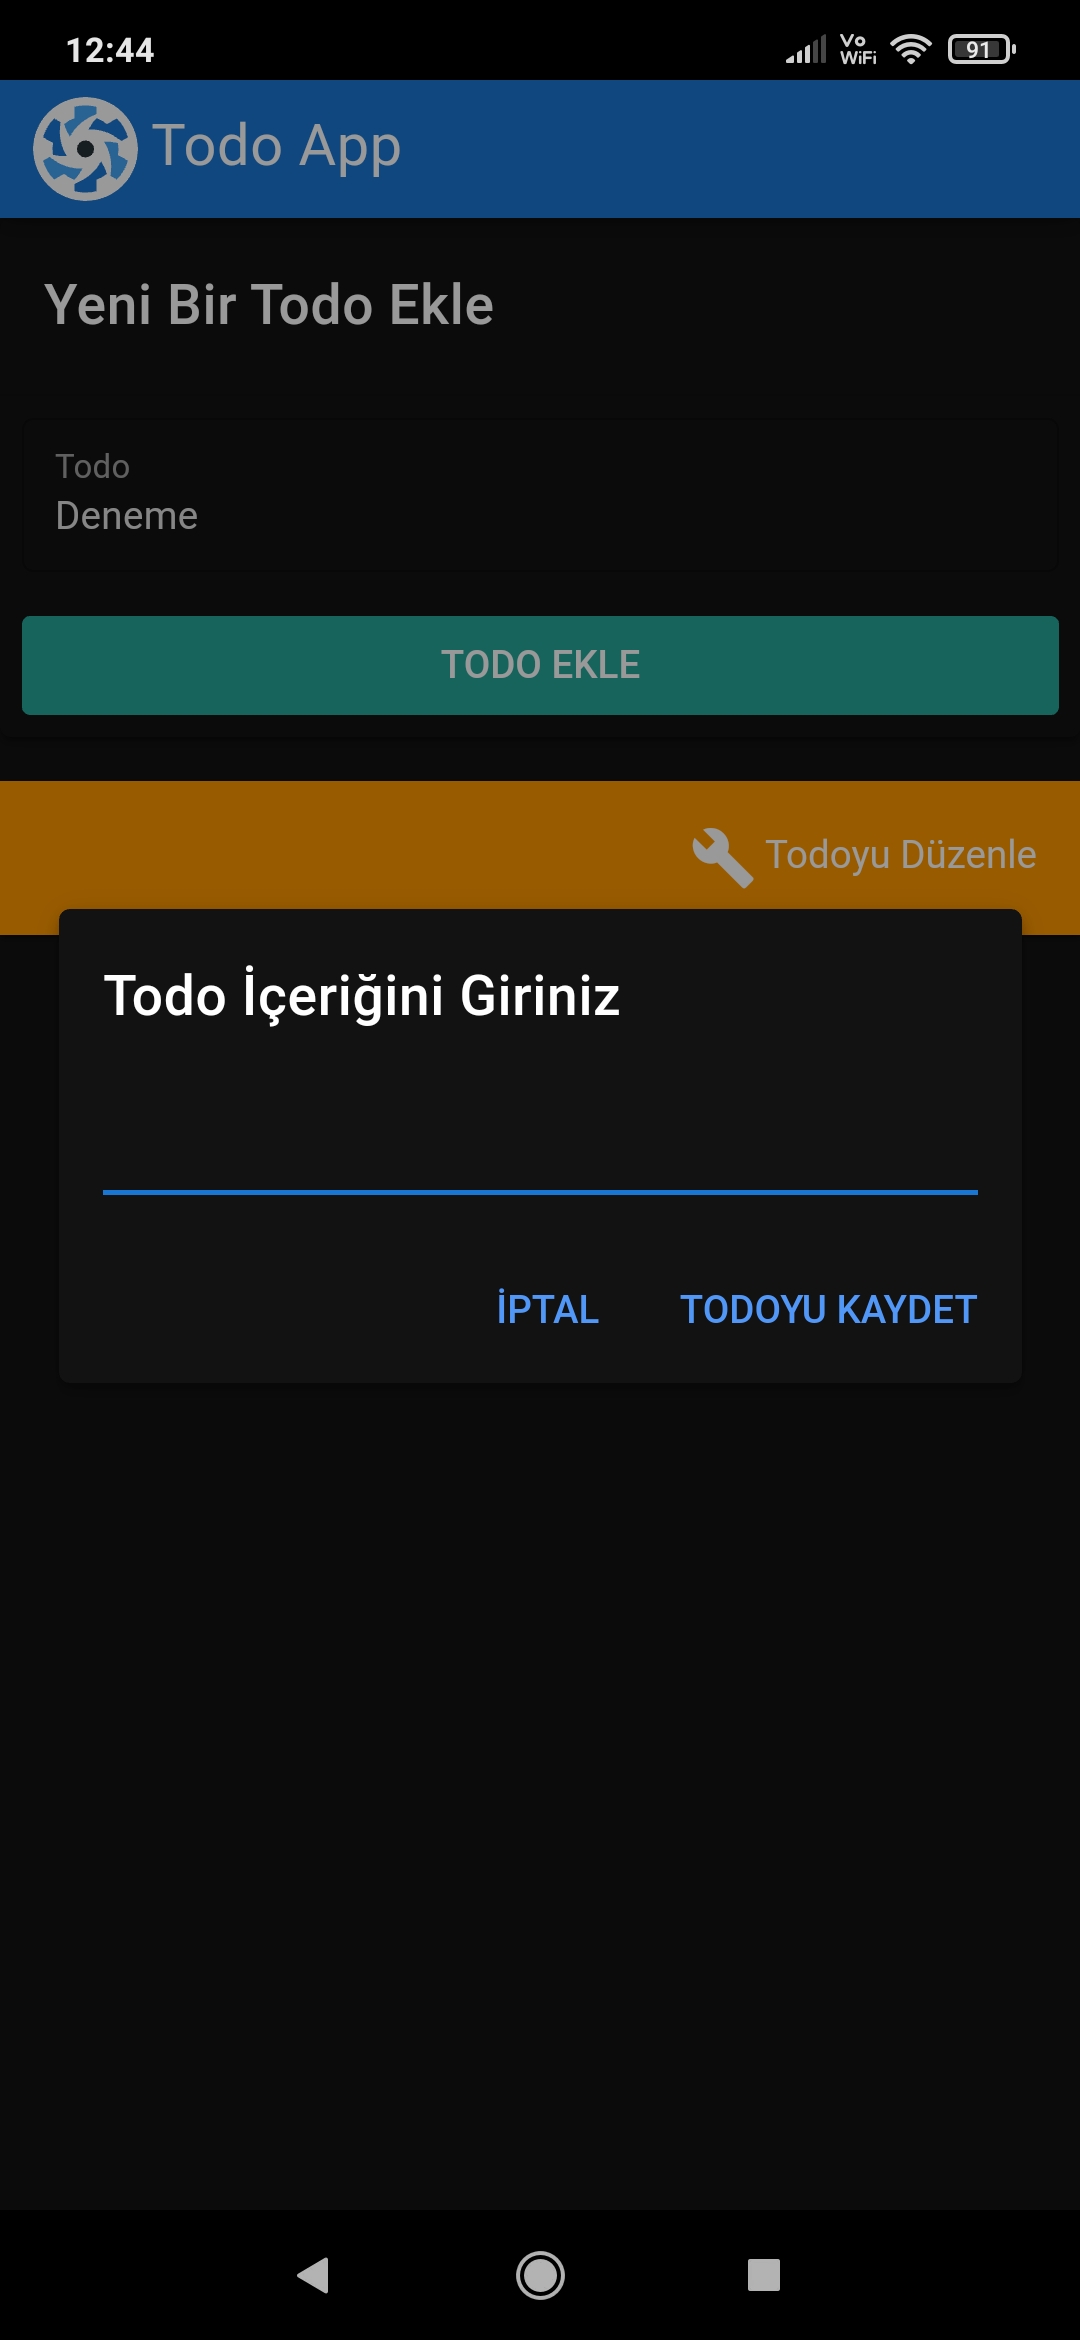 12:44
Vo
WiFi
91
Todo App
Yeni Bir Todo Ekle
Todo
Deneme
TODO EKLE
Todoyu Düzenle
Todo İçeriğini Giriniz
İPTAL TODOYU KAYDET